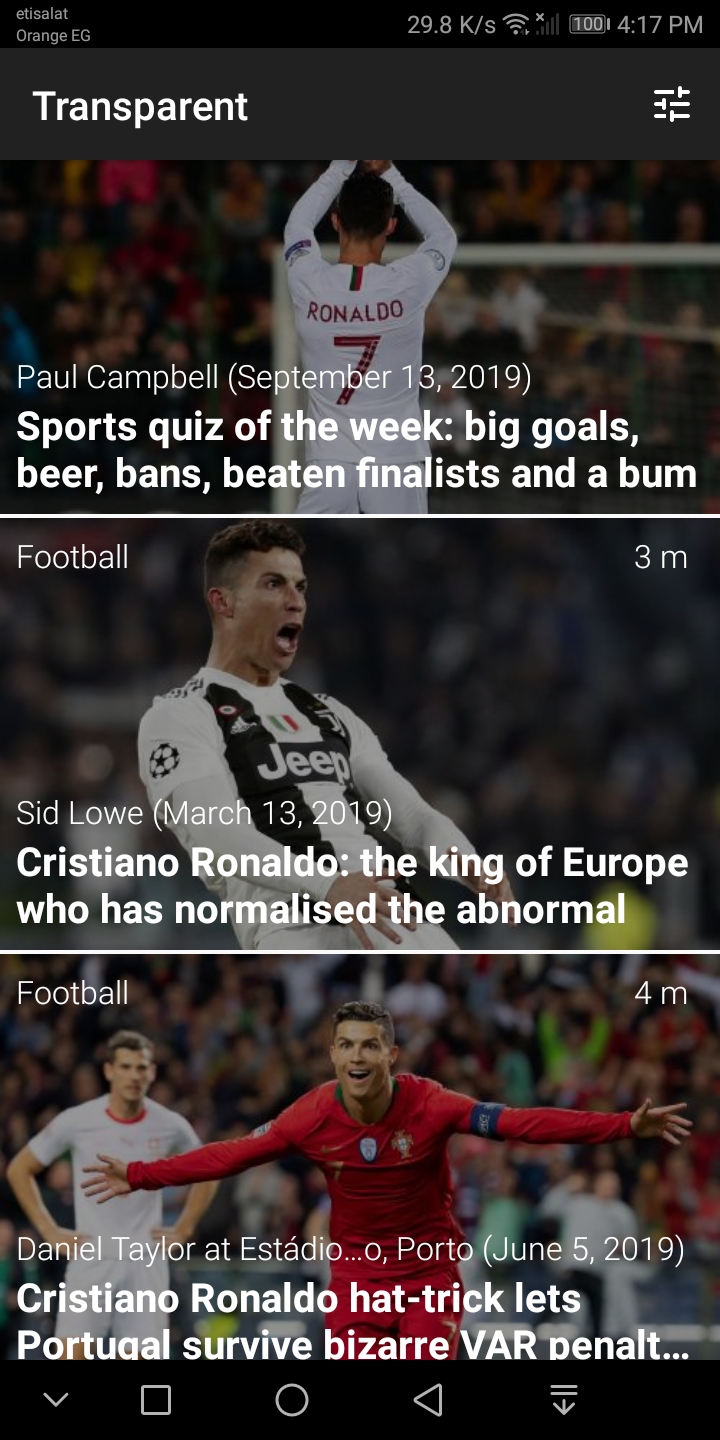 etisalat
Orange EG
29.8 K/s
100
4:17 PM
Transparent
RONALDO
7
Paul Campbell (September 13, 2019)
Sports quiz of the week: big goals,
beer, bans, beaten finalists and a bum
Football
3 m
Jeep
Sid Lowe (March 13, 2019)
Cristiano Ronaldo: the king of Europe
who has normalised the abnormal
Football
4 m
7
Daniel Taylor at Estádio...o, Porto (June 5, 2019)
Cristiano Ronaldo hat-trick lets
Portugal survive bizarre VAR penalt...